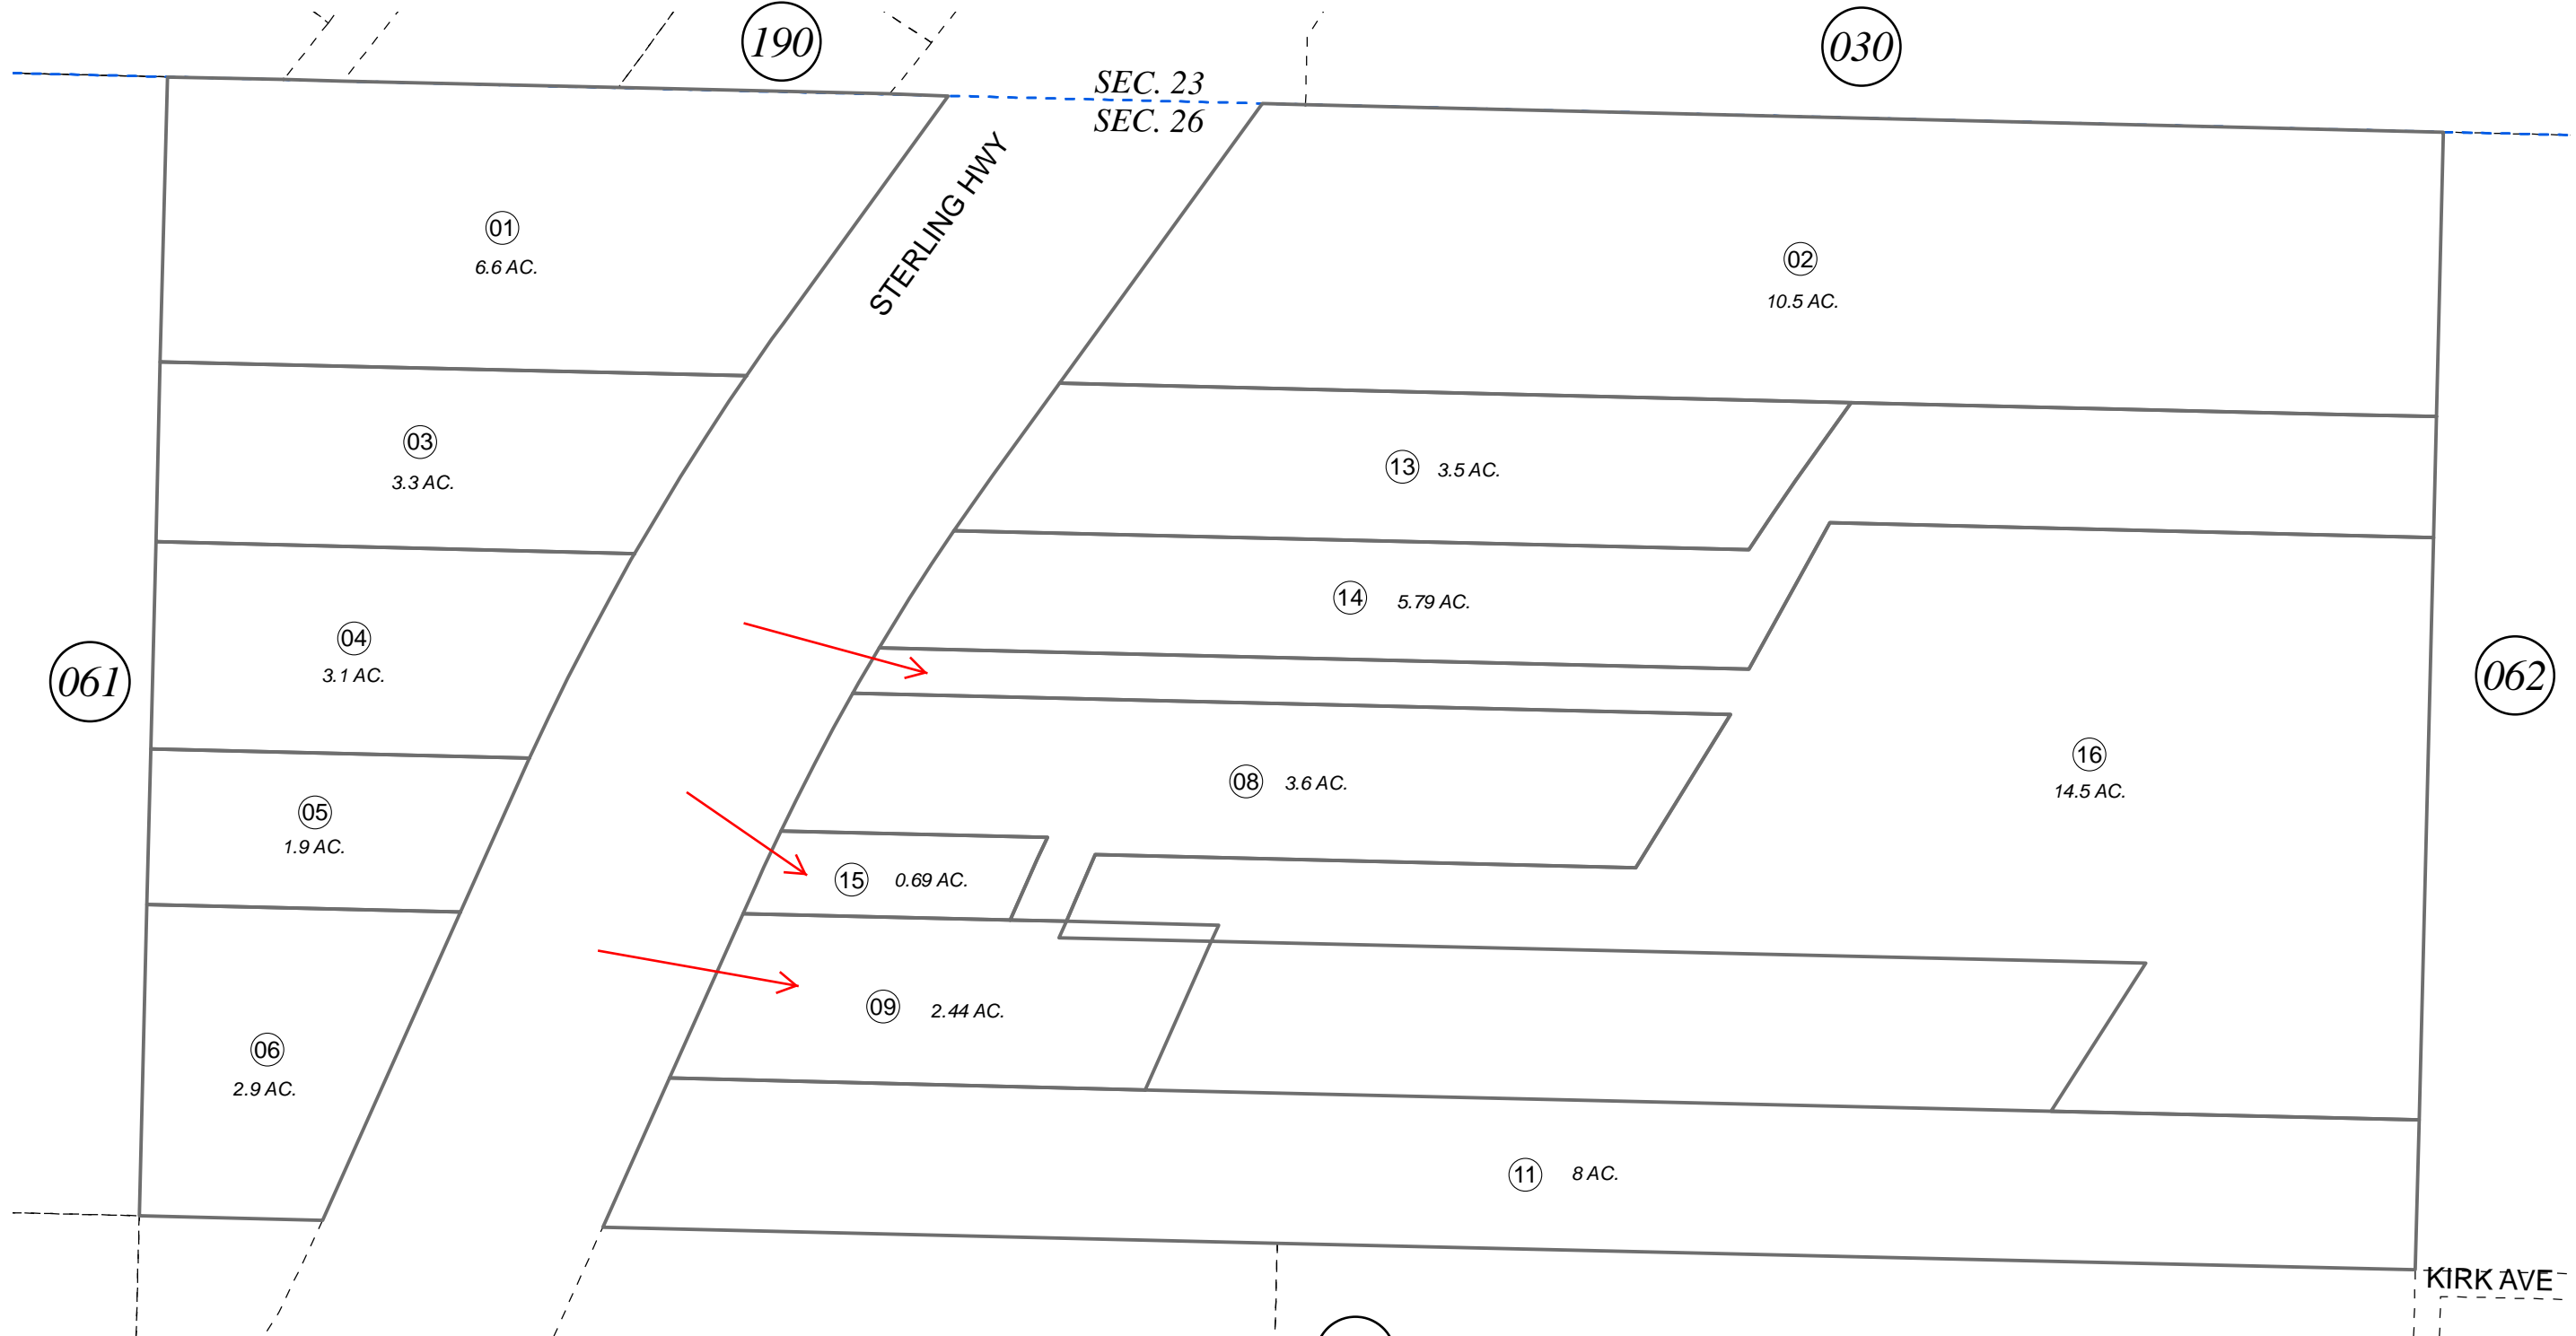 190
030
SEC. 23
SEC. 26
STERLING HWY
01
6.6 AC.
02
10.5 AC.
03
3.3 AC.
13 3.5 AC.
14 5.79 AC.
04
3.1 AC.
061
062
16
14.5 AC.
08 3.6 AC.
05
1.9 AC.
15 0.69 AC.
09 2.44 AC.
06
2.9 AC.
11 8 AC.
KIRK AVE